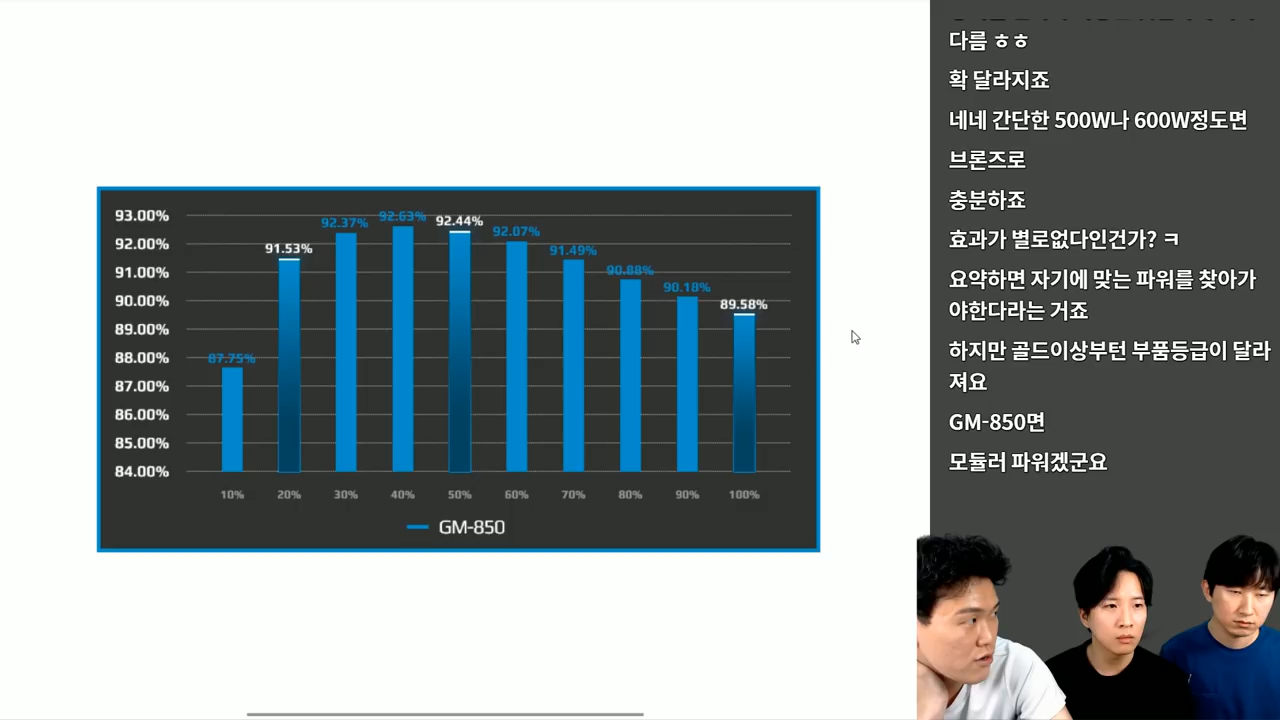 93.00%
92.00%
91.00%
90.00%
89.00%
88.00%
87.00%
86.00%
85.00%
84.00%
87.75%
91.53%
92.37%
92.63%
92.44%
92.07%
91.49%
90.88%
90.18%
89.58%
10% 20% 30% 40% 50% 60% 70% 80% 90% 100%
GM-850
다름 ㅎㅎ
확 달라지죠
네네 간단한 500W나 600W정도면
브론즈로
충분하죠
효과가 별로없다인건가? ㅋ
요약하면 자기에 맞는 파워를 찾아가
야한다라는 거죠
하지만 골드이상부턴 부품등급이 달라
져요
GM-850면
모듈러 파워겠군요